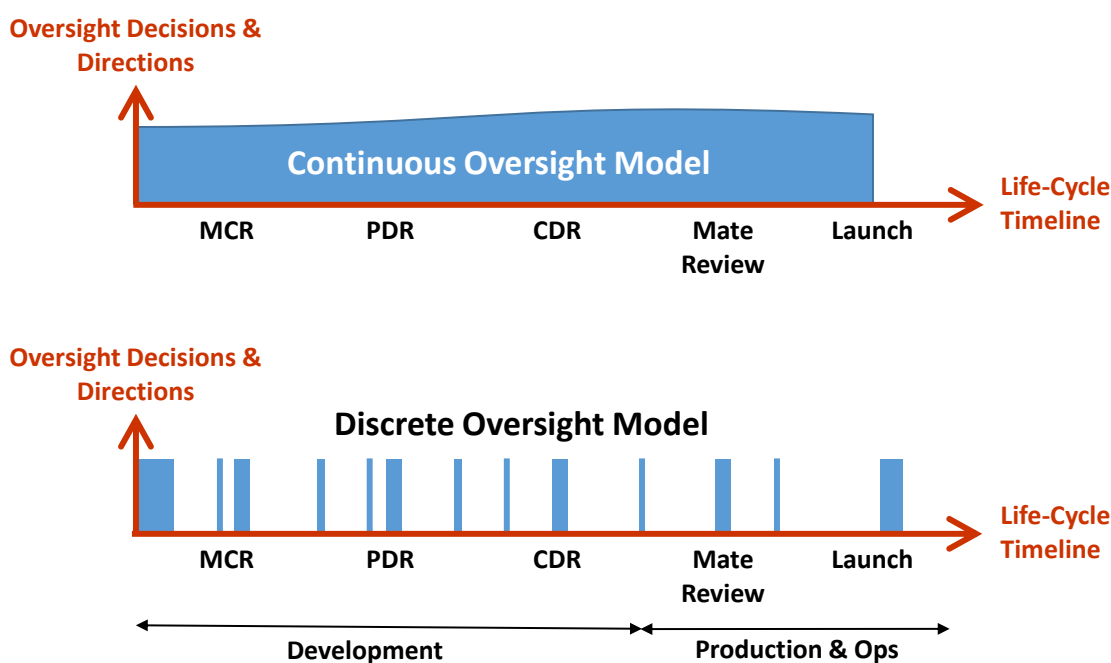 Oversight Decisions &
Directions
Continuous Oversight Model
Life-Cycle
Timeline
MCR
PDR
CDR
Mate
Review
Launch
Oversight Decisions &
Directions
Discrete Oversight Model
Life-Cycle
Timeline
MCR
PDR
CDR
Mate
Review
Launch
Development
Production & Ops